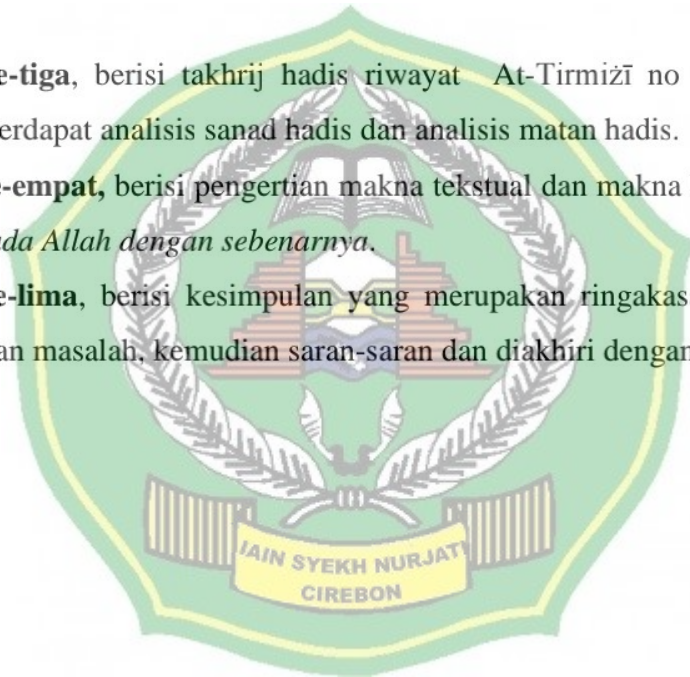 e-tiga, berisi takhrij hadis riwayat At-Tirmiżī no
erdapat analisis sanad hadis dan analisis matan hadis.
e-empat, berisi pengertian makna tekstual dan makna
ada Allah dengan sebenarnya.
e-lima, berisi kesimpulan yang merupakan ringakas
an masalah, kemudian saran-saran dan diakhiri dengan
IAIN SYEKH NURJATI
CIREBON